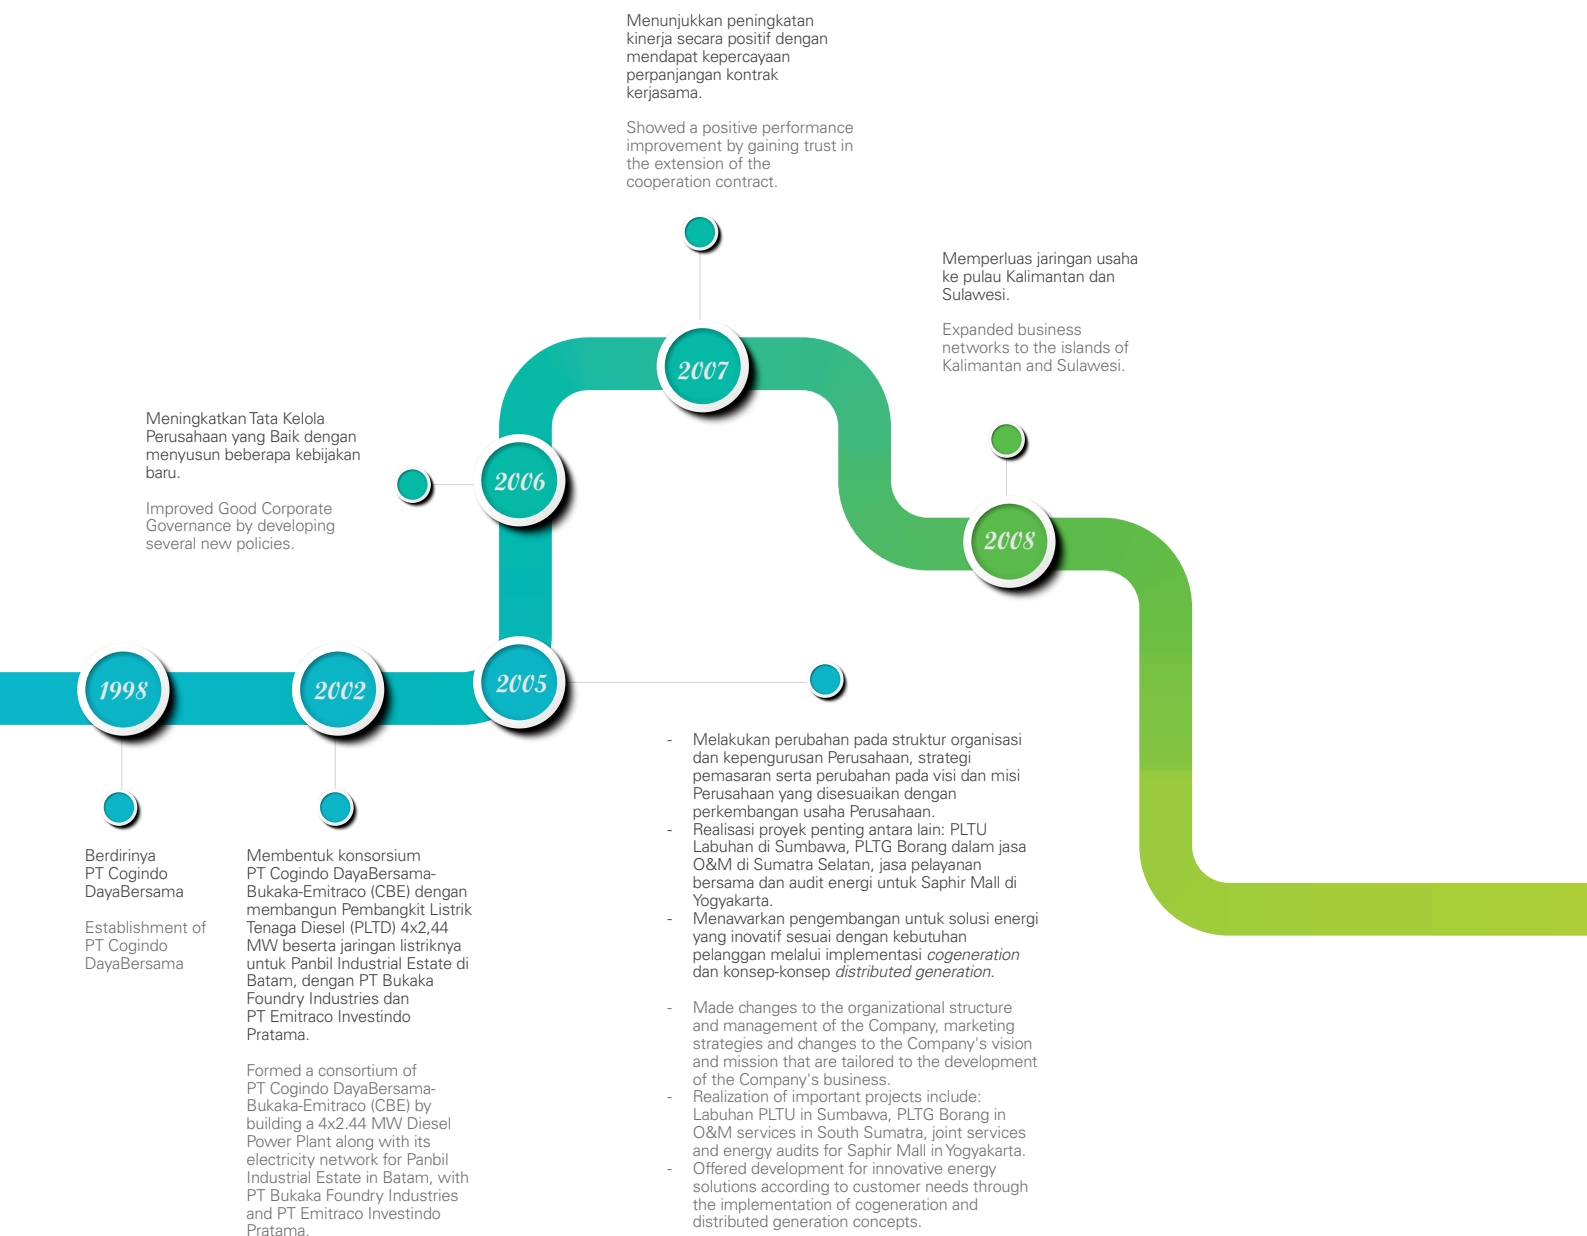 Menunjukkan peningkatan
kinerja secara positif dengan
mendapat kepercayaan
perpanjangan kontrak
kerjasama.
Showed a positive performance
improvement by gaining trust in
the extension of the
cooperation contract.
2007
Memperluas jaringan usaha
ke pulau Kalimantan dan
Sulawesi.
Expanded business
networks to the islands of
Kalimantan and Sulawesi.
2008
Meningkatkan Tata Kelola
Perusahaan yang Baik dengan
menyusun beberapa kebijakan
baru.
Improved Good Corporate
Governance by developing
several new policies.
2006
1998
Berdirinya
PT Cogindo
DayaBersama
Establishment of
PT Cogindo
DayaBersama
2002
Membentuk konsorsium
PT Cogindo DayaBersama-
Bukaka-Emitraco (CBE) dengan
membangun Pembangkit Listrik
Tenaga Diesel (PLTD) 4x2,44
MW beserta jaringan listriknya
untuk Panbil Industrial Estate di
Batam, dengan PT Bukaka
Foundry Industries dan
PT Emitraco Investindo
Pratama.
Formed a consortium of
PT Cogindo DayaBersama-
Bukaka-Emitraco (CBE) by
building a 4x2.44 MW Diesel
Power Plant along with its
electricity network for Panbil
Industrial Estate in Batam, with
PT Bukaka Foundry Industries
and PT Emitraco Investindo
Pratama.
2005
- Melakukan perubahan pada struktur organisasi
dan kepengurusan Perusahaan, strategi
pemasaran serta perubahan pada visi dan misi
Perusahaan yang disesuaikan dengan
perkembangan usaha Perusahaan.
- Realisasi proyek penting antara lain: PLTU
Labuhan di Sumbawa, PLTG Borang dalam jasa
O&M di Sumatra Selatan, jasa pelayanan
bersama dan audit energi untuk Saphir Mall di
Yogyakarta.
- Menawarkan pengembangan untuk solusi energi
yang inovatif sesuai dengan kebutuhan
pelanggan melalui implementasi cogeneration
dan konsep-konsep distributed generation.
- Made changes to the organizational structure
and management of the Company, marketing
strategies and changes to the Company's vision
and mission that are tailored to the development
of the Company's business.
- Realization of important projects include:
Labuhan PLTU in Sumbawa, PLTG Borang in
O&M services in South Sumatra, joint services
and energy audits for Saphir Mall in Yogyakarta.
- Offered development for innovative energy
solutions according to customer needs through
the implementation of cogeneration and
distributed generation concepts.